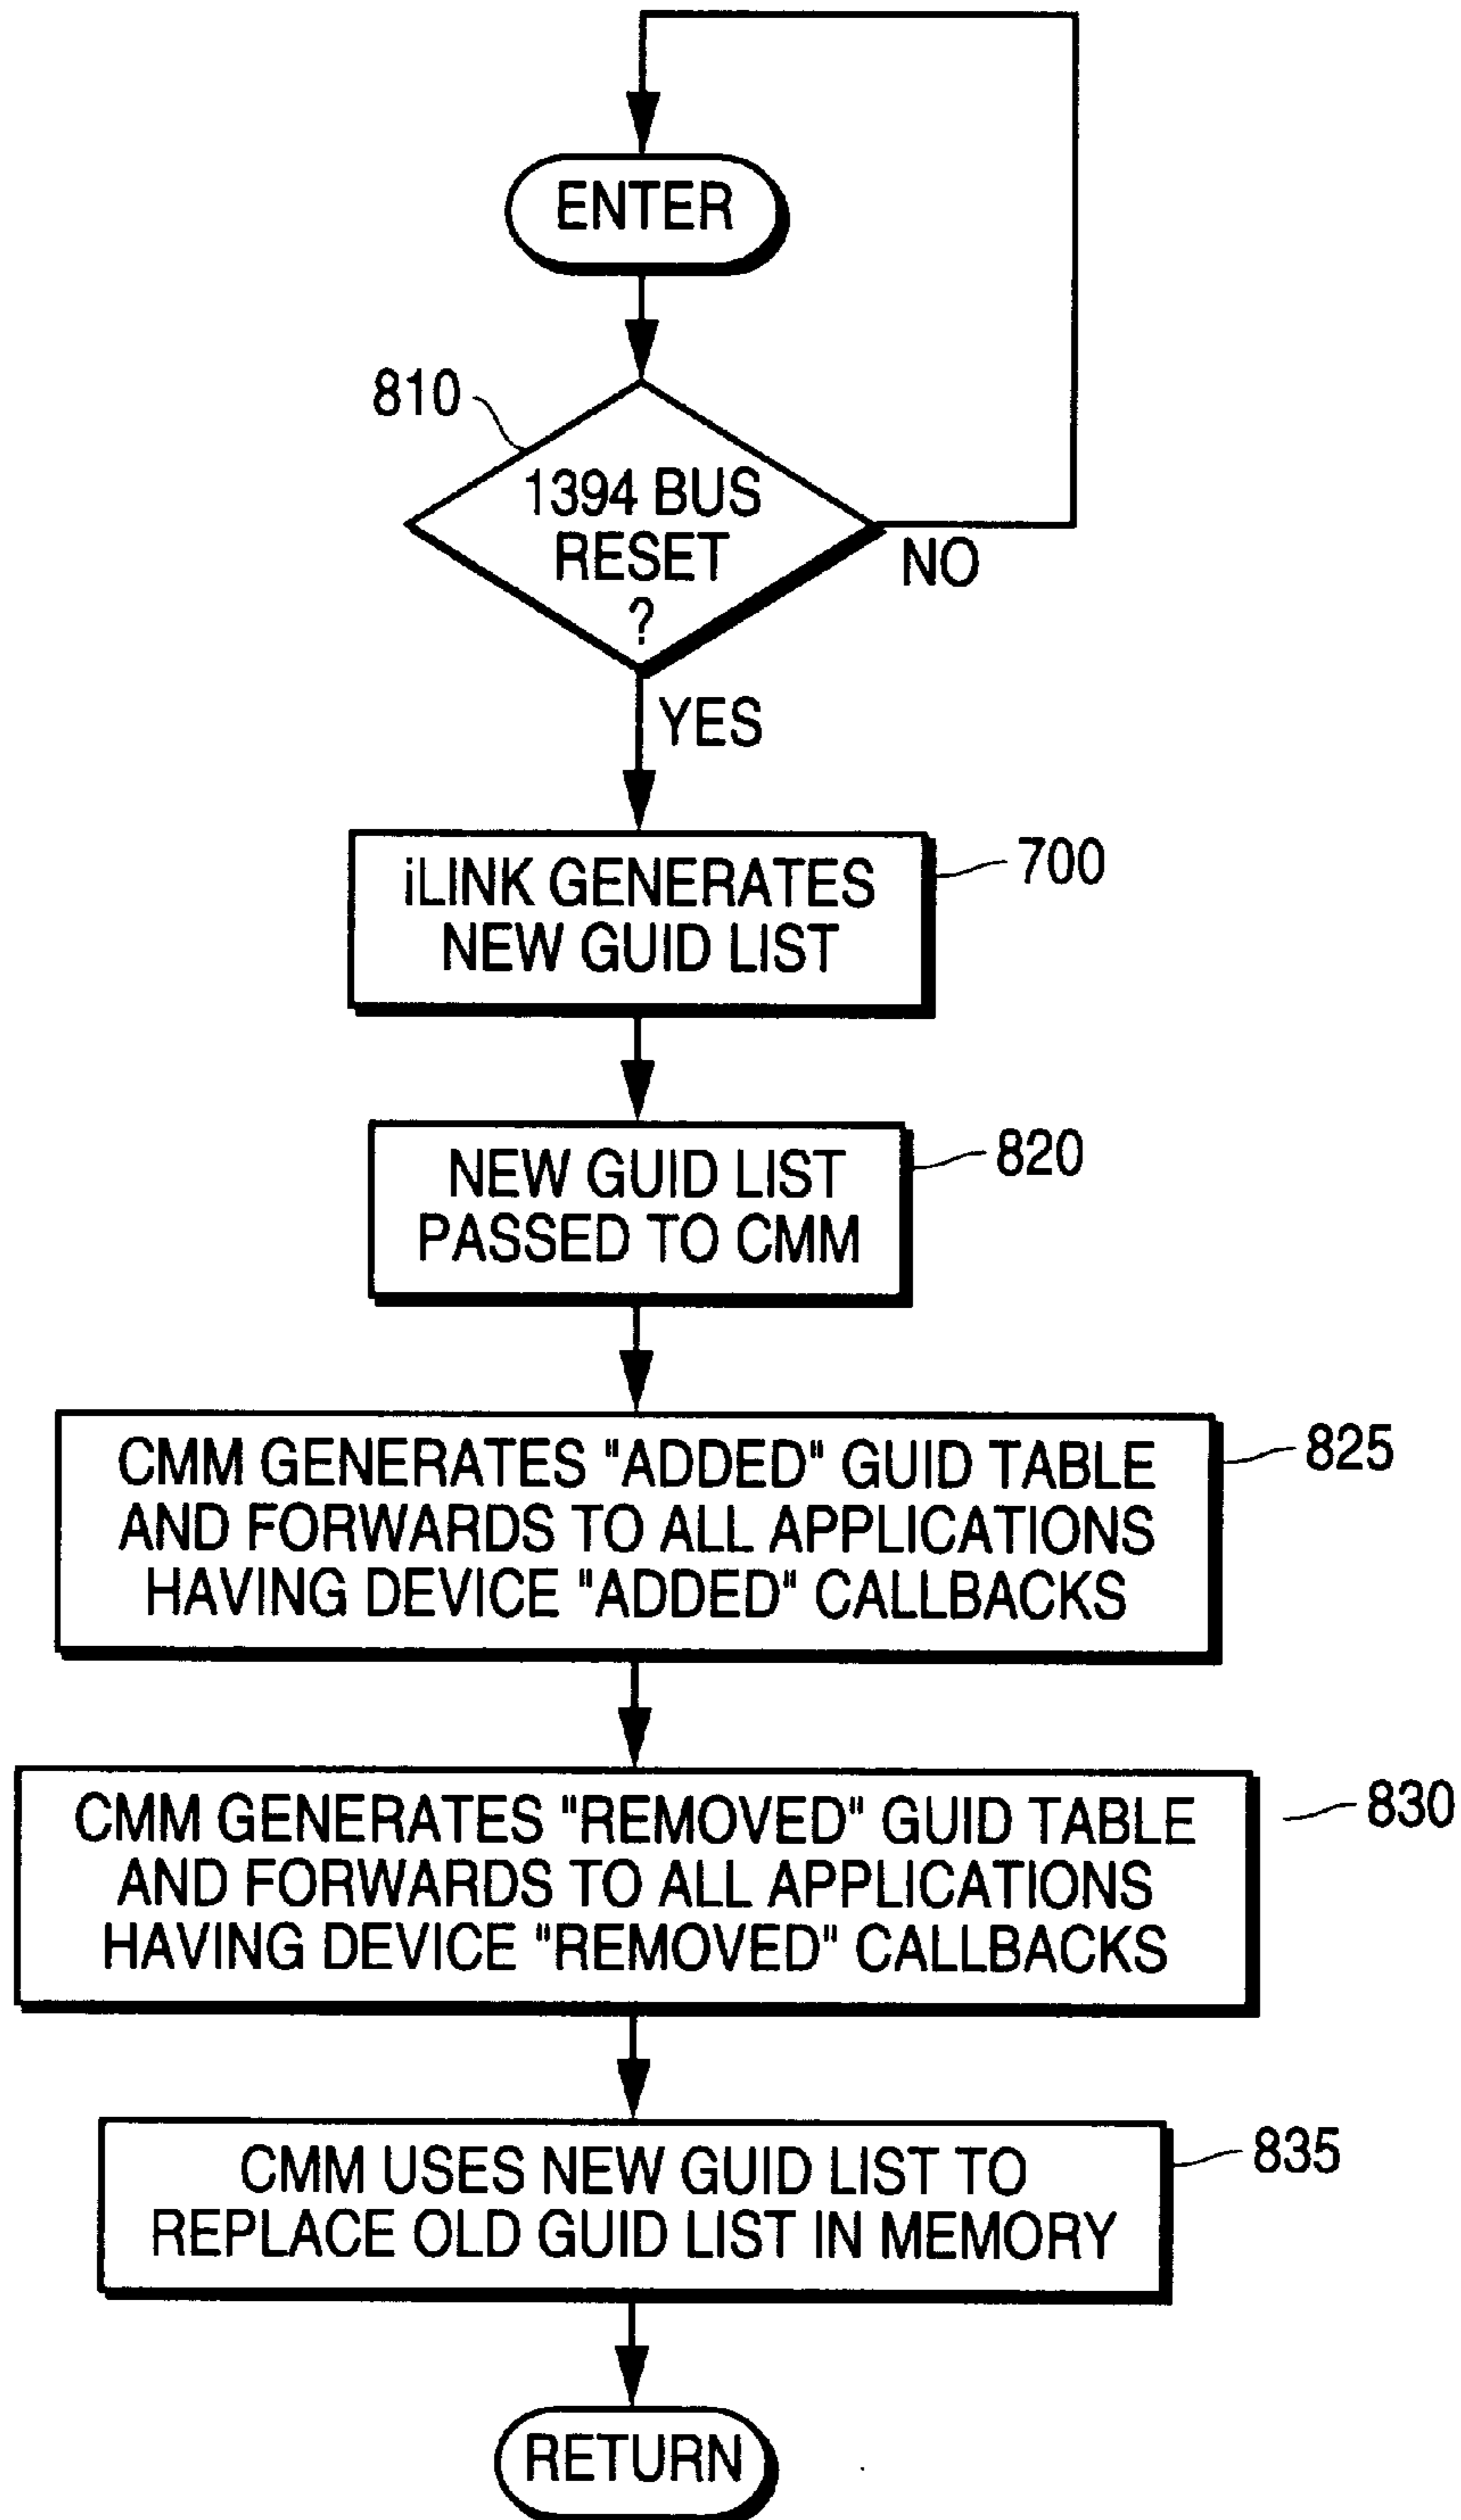 ENTER
810
1394 BUS
RESET
?
NO
YES
iLINK GENERATES
NEW GUID LIST
700
NEW GUID LIST
PASSED TO CMM
820
CMM GENERATES "ADDED" GUID TABLE
AND FORWARDS TO ALL APPLICATIONS
HAVING DEVICE "ADDED" CALLBACKS
825
CMM GENERATES "REMOVED" GUID TABLE
AND FORWARDS TO ALL APPLICATIONS
HAVING DEVICE "REMOVED" CALLBACKS
830
CMM USES NEW GUID LIST TO
REPLACE OLD GUID LIST IN MEMORY
835
RETURN